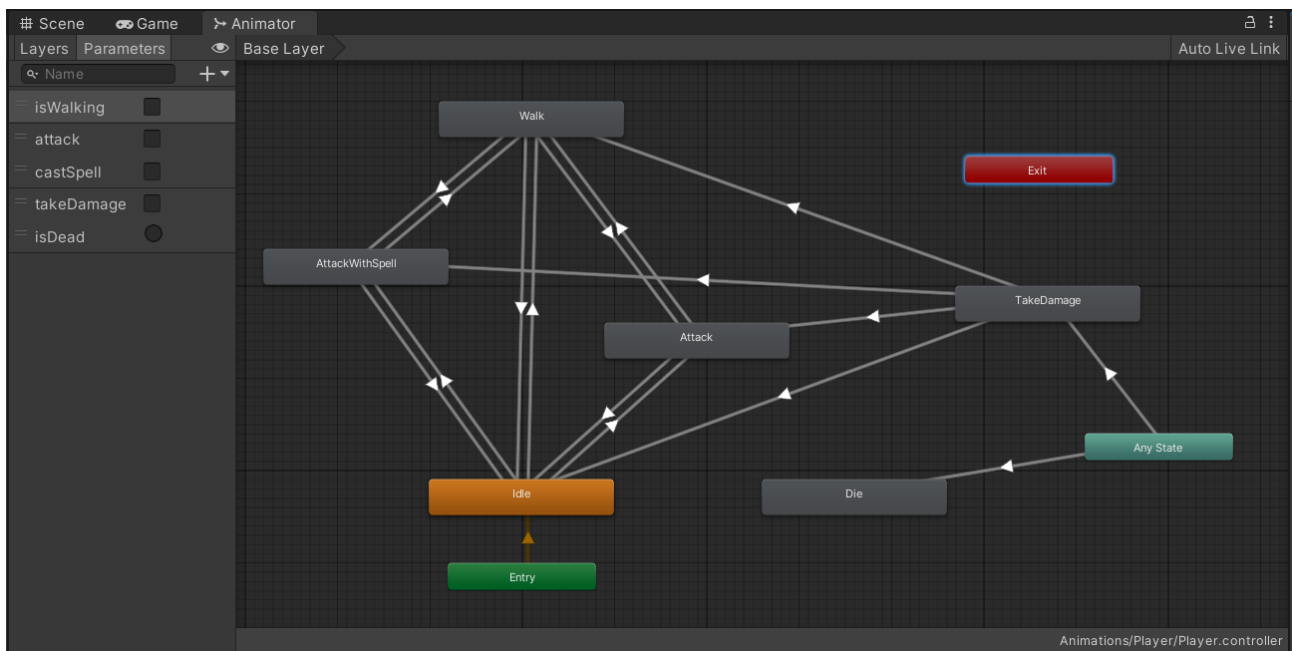 Scene Game Animator
Layers Parameters Base Layer Auto Live Link
Name
isWalking
attack
castSpell
takeDamage
isDead
Walk
Exit
AttackWithSpell
TakeDamage
Attack
Any State
Idle
Die
Entry
Animations/Player/Player.controller